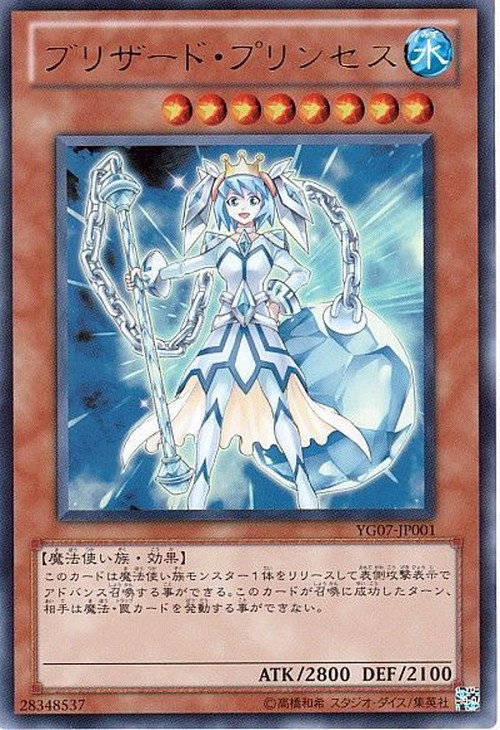 ブリザード・プリンセス 水
YG07-JP001
【魔法使い族・効果】
このカードは魔法使い族モンスター1体をリリースして表側攻撃表示で
アドバンス召喚する事ができる。このカードが召喚に成功したターン、
相手は魔法・罠カードを発動する事ができない。
ATK/2800 DEF/2100
28348537 ©高橋和希 スタジオ・ダイス/集英社